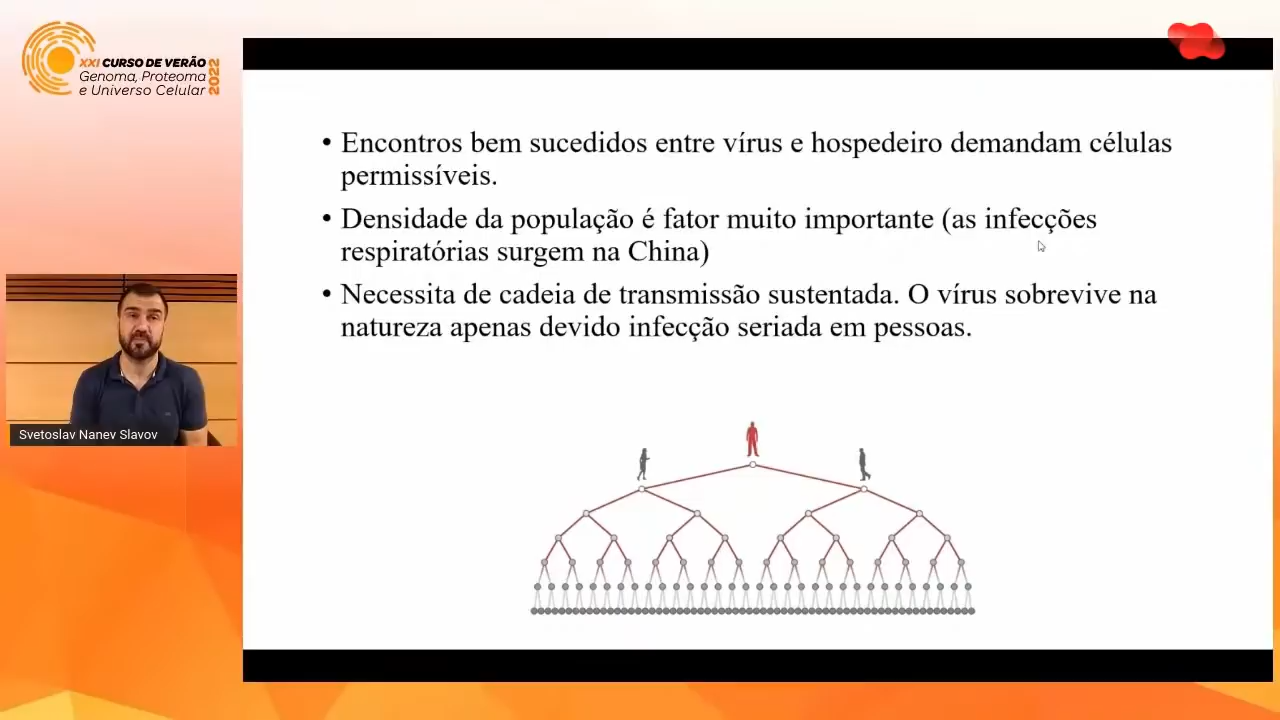 XXI CURSO DE VERÃO
Genoma, Proteoma
e Universo Celular
2022
• Encontros bem sucedidos entre vírus e hospedeiro demandam células
permissíveis.
• Densidade da população é fator muito importante (as infecções
respiratórias surgem na China)
• Necessita de cadeia de transmissão sustentada. O vírus sobrevive na
natureza apenas devido infecção seriada em pessoas.
Svetoslav Nanev Slavov